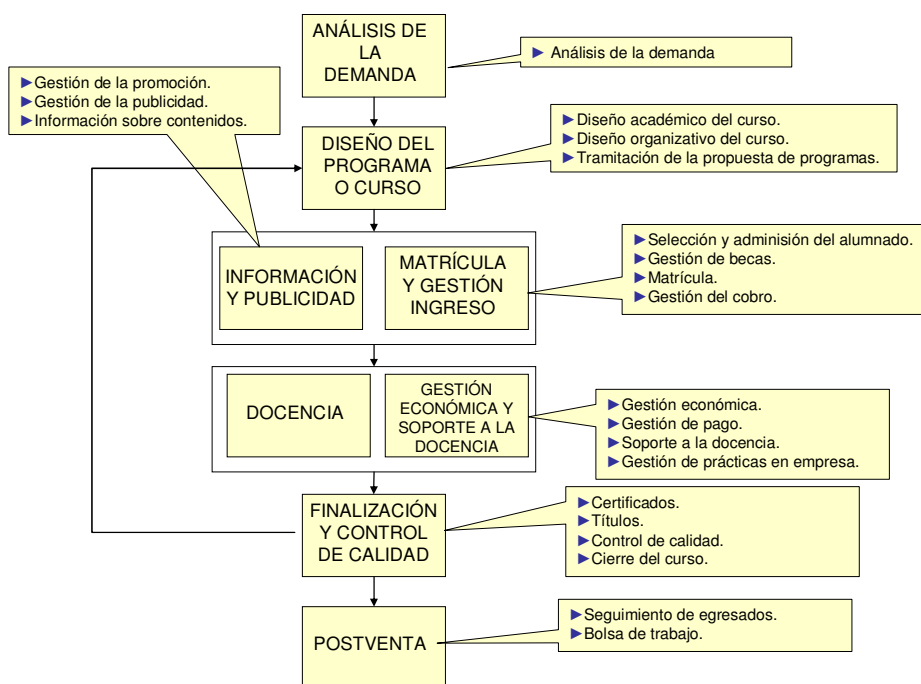 ANÁLISIS DE
LA
DEMANDA
►Análisis de la demanda
►Gestión de la promoción.
►Gestión de la publicidad.
►Información sobre contenidos.
DISEÑO DEL
PROGRAMA
O CURSO
►Diseño académico del curso.
►Diseño organizativo del curso.
►Tramitación de la propuesta de programas.
INFORMACIÓN
Y PUBLICIDAD
MATRÍCULA
Y GESTIÓN
INGRESO
►Selección y adminisión del alumnado.
►Gestión de becas.
►Matrícula.
►Gestión del cobro.
DOCENCIA
GESTIÓN
ECONÓMICA Y
SOPORTE A LA
DOCENCIA
►Gestión económica.
►Gestión de pago.
►Soporte a la docencia.
►Gestión de prácticas en empresa.
FINALIZACIÓN
Y CONTROL
DE CALIDAD
►Certificados.
►Títulos.
►Control de calidad.
►Cierre del curso.
POSTVENTA
►Seguimiento de egresados.
►Bolsa de trabajo.